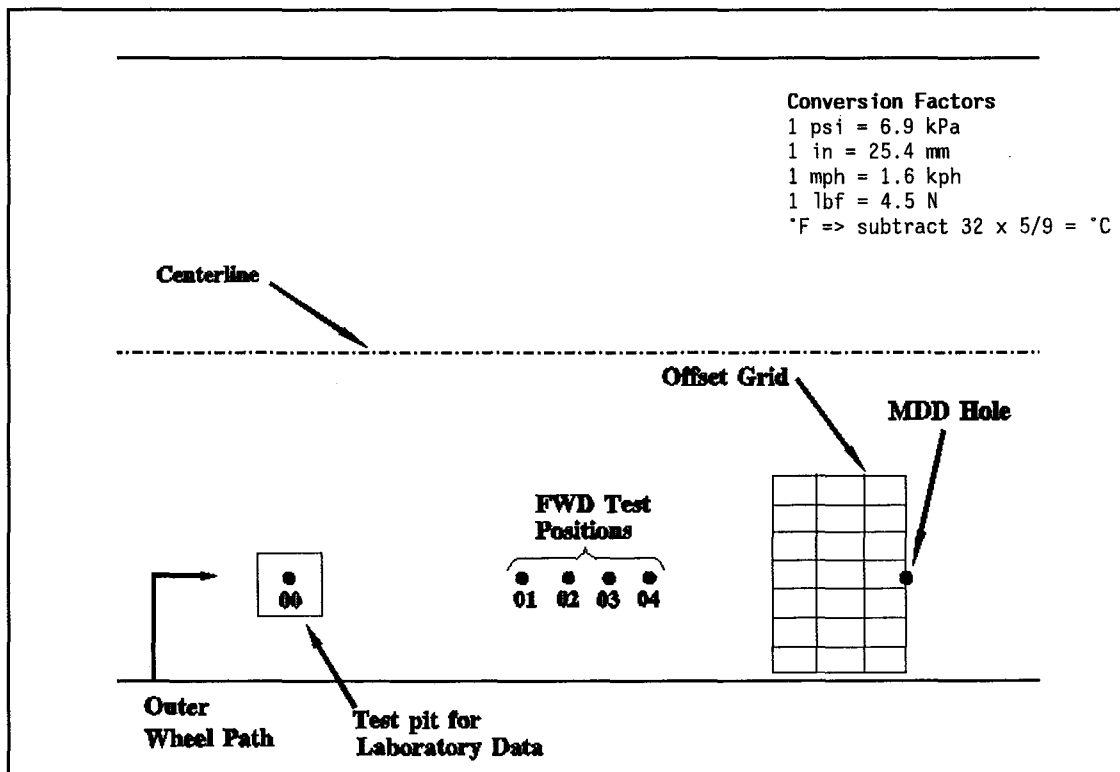 Conversion Factors
1 psi = 6.9 kPa
1 in = 25.4 mm
1 mph = 1.6 kph
1 lbf = 4.5 N
°F => subtract 32 x 5/9 = °C
Centerline
Offset Grid
MDD Hole
FWD Test
Positions
00
01 02 03 04
Outer
Wheel Path
Test pit for
Laboratory Data